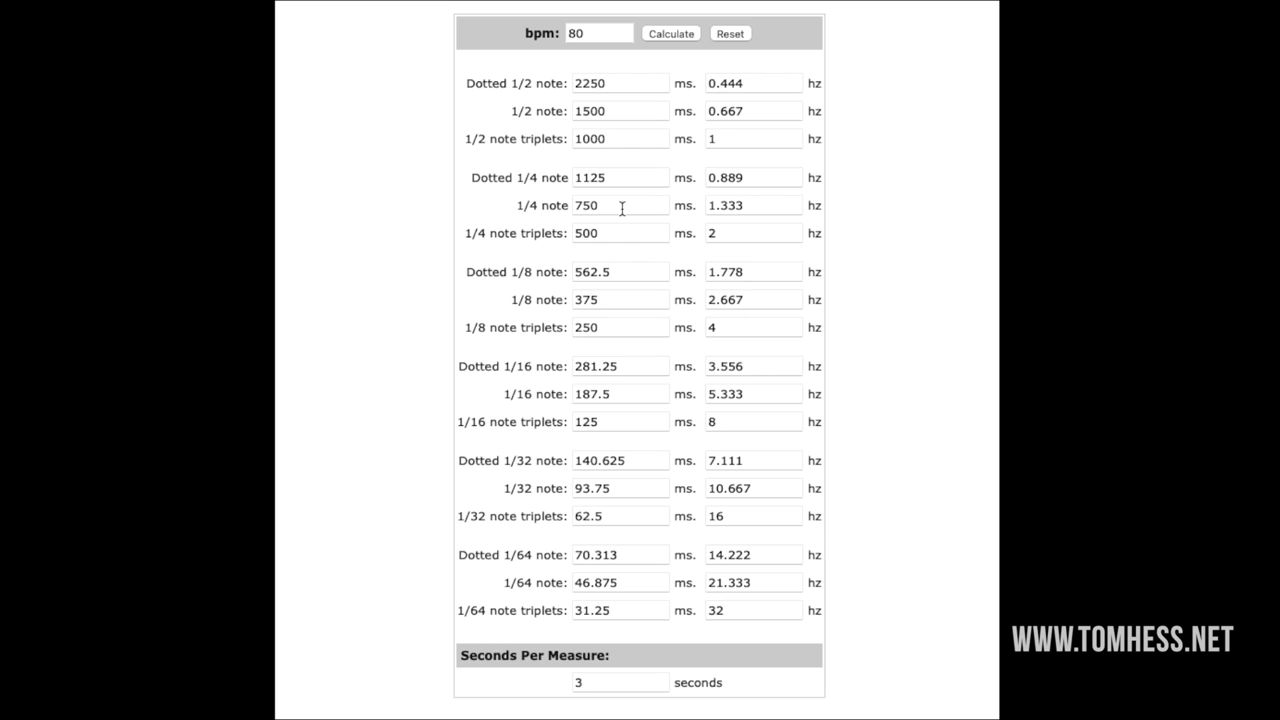 bpm: 80 Calculate Reset
Dotted 1/2 note: 2250 ms. 0.444 hz
1/2 note: 1500 ms. 0.667 hz
1/2 note triplets: 1000 ms. 1 hz
Dotted 1/4 note 1125 ms. 0.889 hz
1/4 note 750 ms. 1.333 hz
1/4 note triplets: 500 ms. 2 hz
Dotted 1/8 note: 562.5 ms. 1.778 hz
1/8 note: 375 ms. 2.667 hz
1/8 note triplets: 250 ms. 4 hz
Dotted 1/16 note: 281.25 ms. 3.556 hz
1/16 note: 187.5 ms. 5.333 hz
1/16 note triplets: 125 ms. 8 hz
Dotted 1/32 note: 140.625 ms. 7.111 hz
1/32 note: 93.75 ms. 10.667 hz
1/32 note triplets: 62.5 ms. 16 hz
Dotted 1/64 note: 70.313 ms. 14.222 hz
1/64 note: 46.875 ms. 21.333 hz
1/64 note triplets: 31.25 ms. 32 hz
WWW.TOMHESS.NET
Seconds Per Measure:
3 seconds